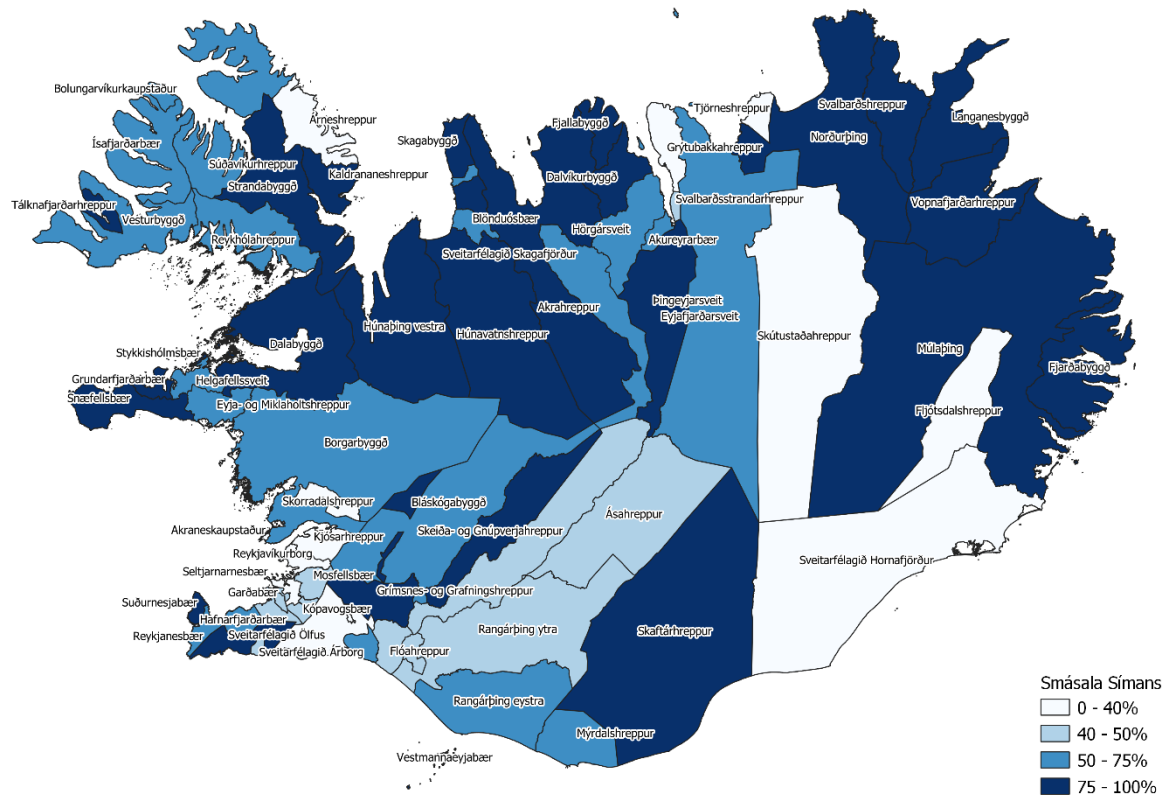 Bolungarvíkurkaupstaður
Árneshreppur
Ísafjarðarbær
Súðavíkurhreppur
Strandabyggð
Kaldrananeshreppur
Tálknafjarðarhreppur
Vesturbyggð
Reykhólahreppur
Skagabyggð
Fjallabyggð
Dalvíkurbyggð
Blönduósbær
Hörgársveit
Sveitarfélagið Skagafjörður
Akureyrarbær
Tjörneshreppur
Grýtubakkahreppur
Svalbarðsstrandarhreppur
Svalbarðshreppur
Norðurþing
Langanesbyggð
Vopnafjarðarhreppur
Akrahreppur
Þingeyjarsveit
Eyjafjarðarsveit
Húnaþing vestra
Húnavatnshreppur
Skútustaðahreppur
Múlaþing
Fjarðabyggð
Fljótsdalshreppur
Dalabyggð
Stykkishólmsbær
Grundarfjarðarbær
Helgafellssveit
Snæfellsbær
Eyja- og Miklaholtshreppur
Borgarbyggð
Skorradalshreppur
Bláskógabyggð
Skeiða- og Gnúpverjahreppur
Ásahreppur
Akraneskaupstaður
Kjósarhreppur
Reykjavíkurborg
Sveitarfélagið Hornafjörður
Seltjarnarnesbær
Mosfellsbær
Garðabær
Grímsnes- og Grafningshreppur
Suðurnesjabær
Kópavogsbær
Hafnarfjarðarbær
Reykjanesbær
Sveitarfélagið Ölfus
Sveitarfélagið Árborg
Flóahreppur
Rangárþing ytra
Skaftárhreppur
Rangárþing eystra
Mýrdalshreppur
Vestmannaeyjabær
Smásala Símans
0 - 40%
40 - 50%
50 - 75%
75 - 100%